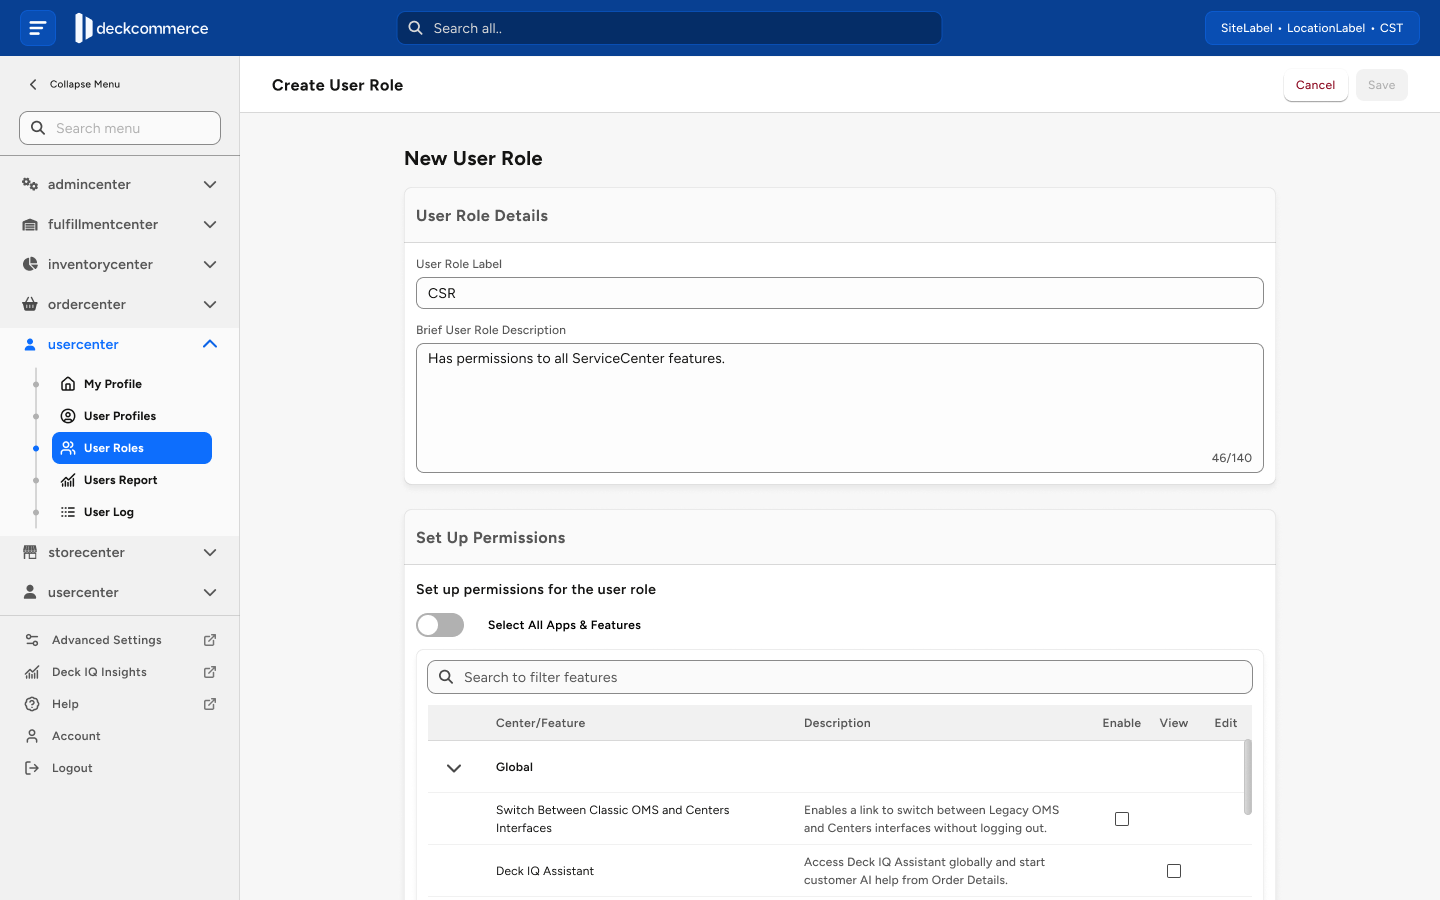 deckcommerce
Search all..
SiteLabel • LocationLabel • CST
Collapse Menu
Search menu
admincenter
fulfillmentcenter
inventorycenter
ordercenter
usercenter
My Profile
User Profiles
User Roles
Users Report
User Log
storecenter
usercenter
Advanced Settings
Deck IQ Insights
Help
Account
Logout
Create User Role
Cancel
Save
New User Role
User Role Details
User Role Label
CSR
Brief User Role Description
Has permissions to all ServiceCenter features.
46/140
Set Up Permissions
Set up permissions for the user role
Select All Apps & Features
Search to filter features
Center/Feature Description Enable View Edit
Global
Switch Between Classic OMS and Centers
Interfaces
Enables a link to switch between Legacy OMS
and Centers interfaces without logging out.
Deck IQ Assistant
Access Deck IQ Assistant globally and start
customer AI help from Order Details.